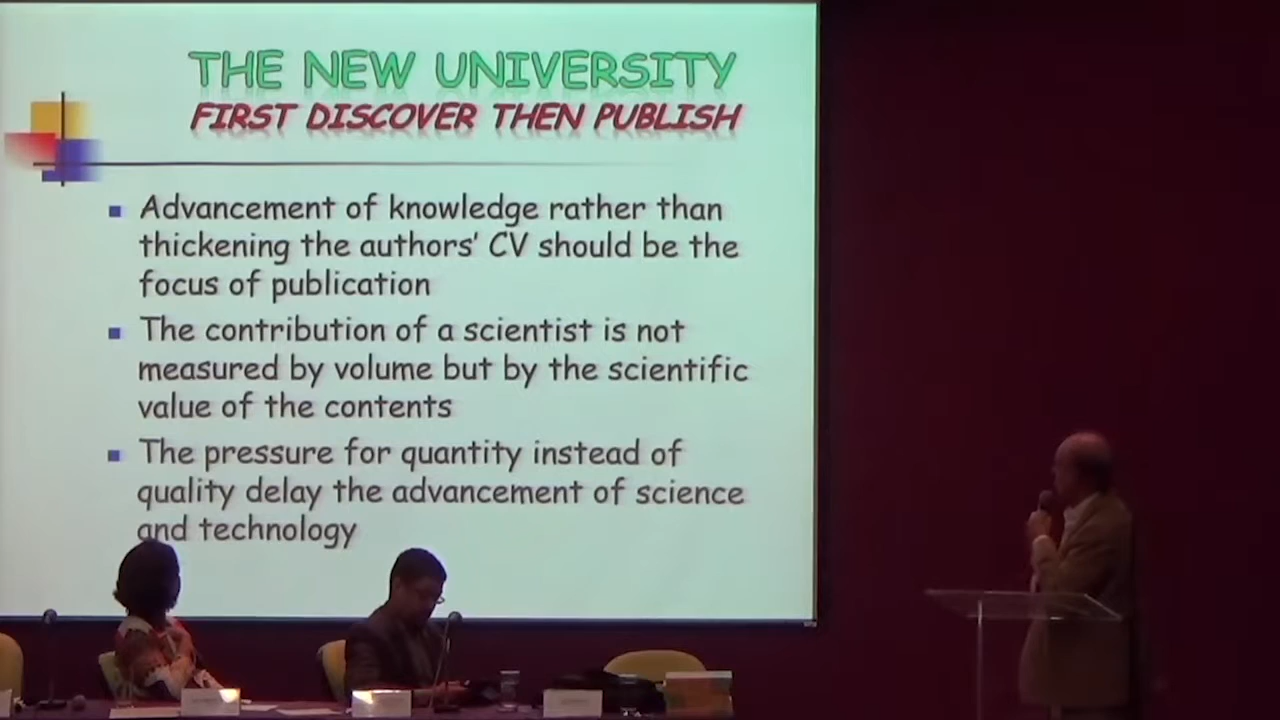 THE NEW UNIVERSITY
FIRST DISCOVER THEN PUBLISH
Advancement of knowledge rather than
thickening the authors' CV should be the
focus of publication
The contribution of a scientist is not
measured by volume but by the scientific
value of the contents
The pressure for quantity instead of
quality delay the advancement of science
and technology